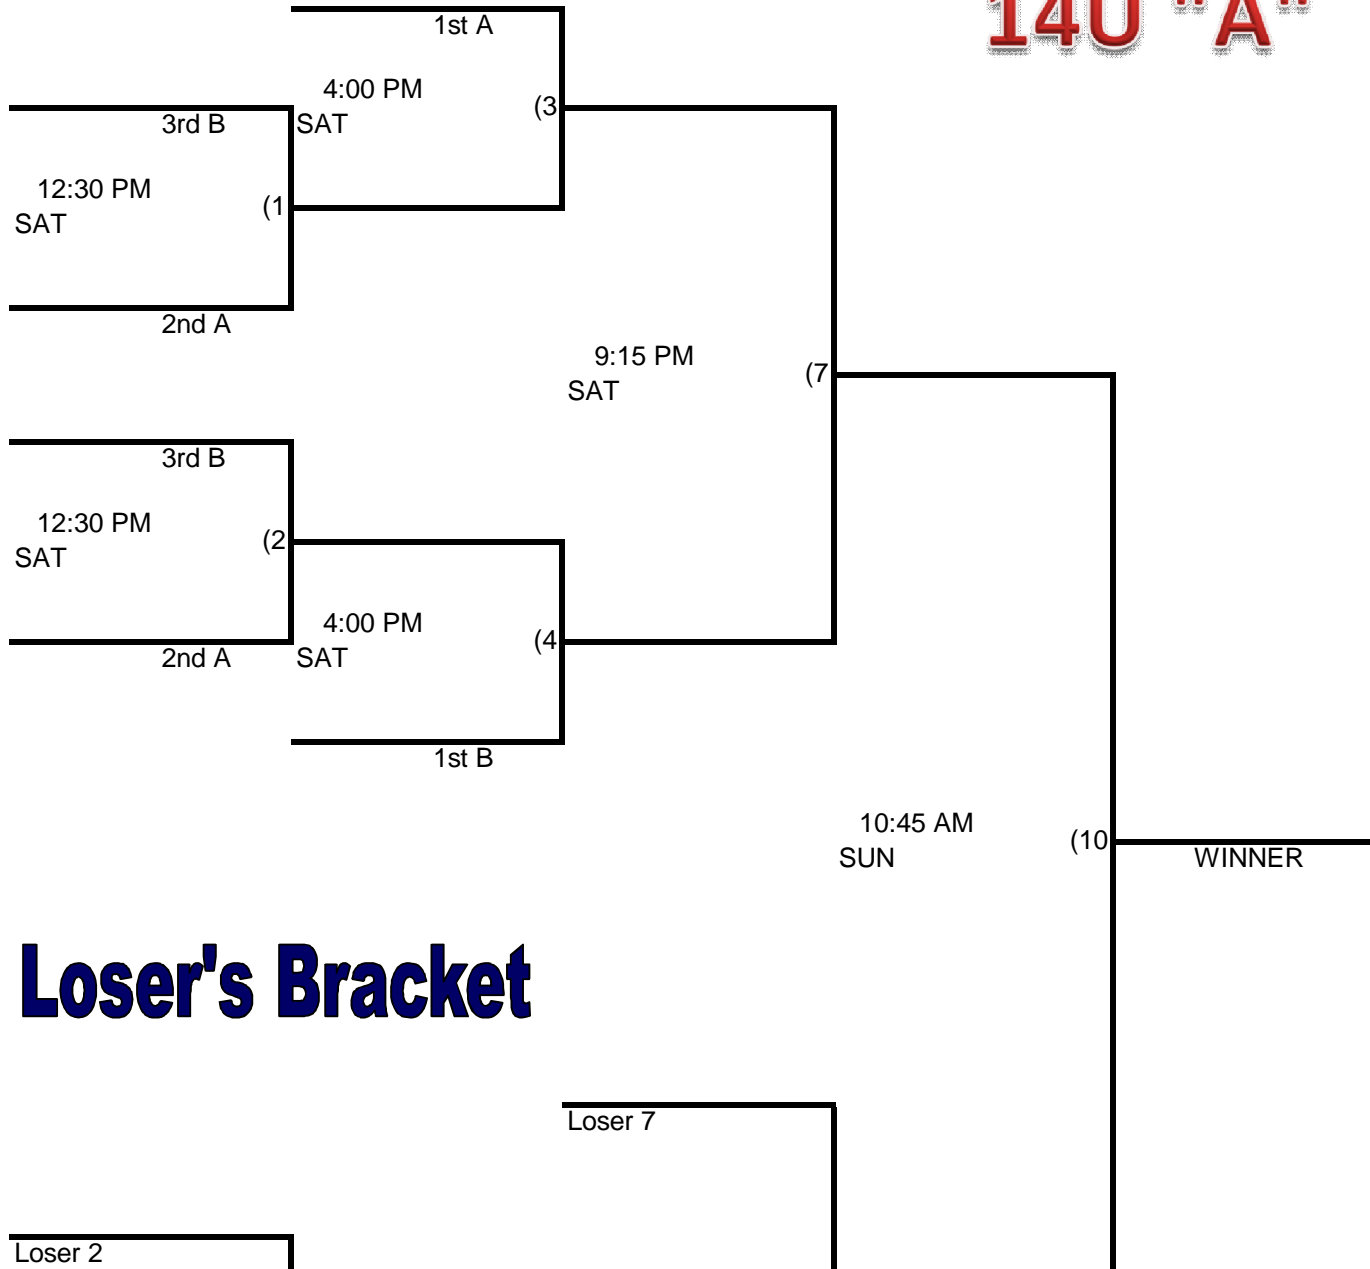 14U "A"
1st A
4:00 PM
(3
3rd B
SAT
12:30 PM
(1
SAT
2nd A
9:15 PM
(7
SAT
3rd B
12:30 PM
(2
SAT
4:00 PM
(4
2nd A
SAT
1st B
10:45 AM
(10
SUN
WINNER
Loser's Bracket
Loser 7
Loser 2